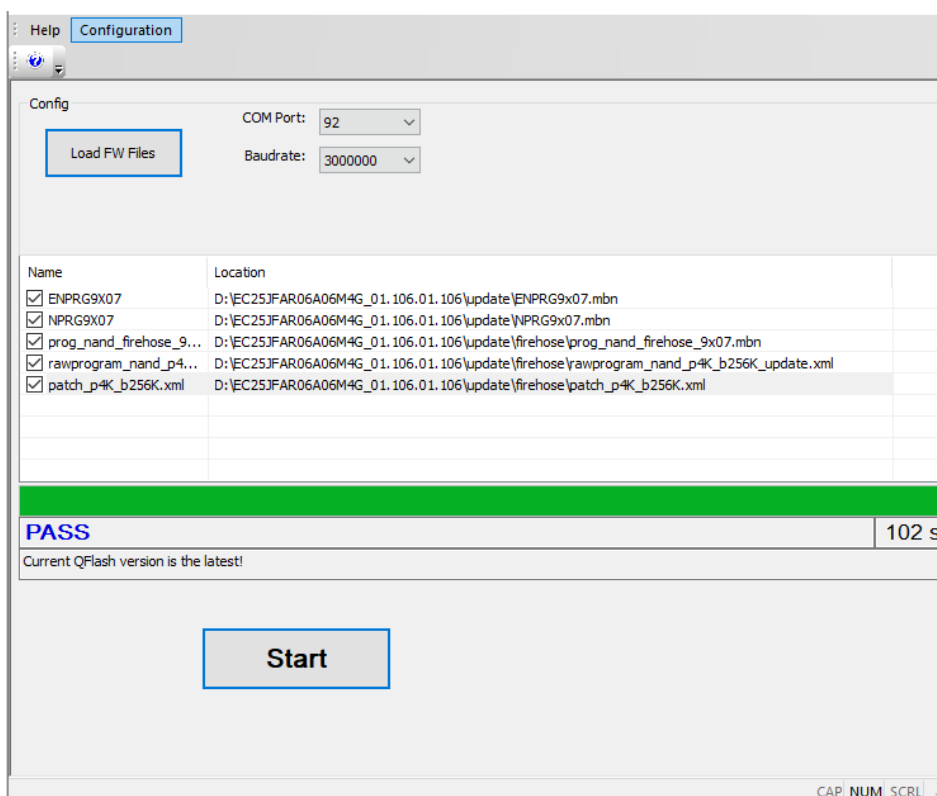 Help Configuration
Config
Load FW Files
COM Port: 92
Baudrate: 3000000
Name Location
ENPRG9X07 D:\EC25JFAR06A06M4G_01.106.01.106\update\ENPRG9x07.mbn
NPRG9X07 D:\EC25JFAR06A06M4G_01.106.01.106\update\NPRG9x07.mbn
prog_nand_firehose_9... D:\EC25JFAR06A06M4G_01.106.01.106\update\firehose\prog_nand_firehose_9x07.mbn
rawprogram_nand_p4... D:\EC25JFAR06A06M4G_01.106.01.106\update\firehose\rawprogram_nand_p4K_b256K_update.xml
patch_p4K_b256K.xml D:\EC25JFAR06A06M4G_01.106.01.106\update\firehose\patch_p4K_b256K.xml
PASS 102 s
Current QFlash version is the latest!
Start
CAP NUM SCRL